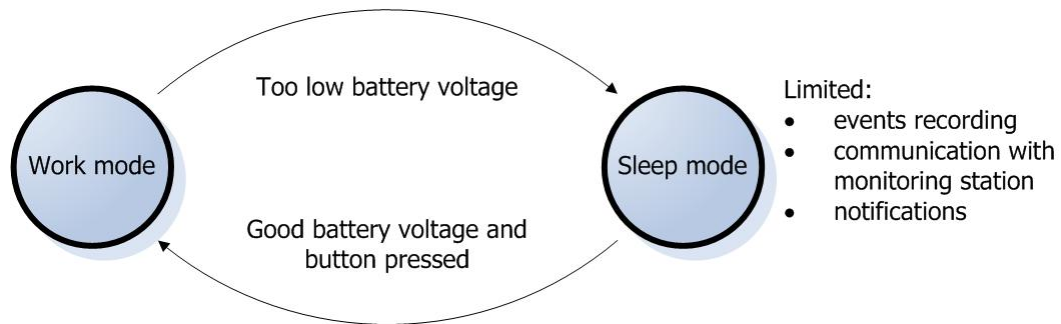 Too low battery voltage
Work mode
Sleep mode
Limited:
• events recording
• communication with
monitoring station
• notifications
Good battery voltage and
button pressed